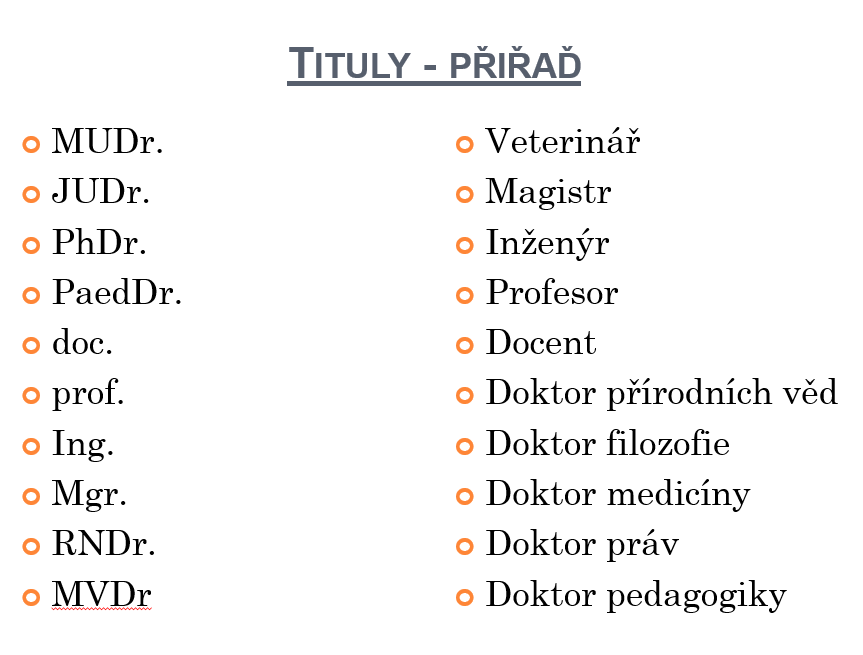 TITULY - PŘIŘAĎ
MUDr.
JUDr.
PhDr.
PaedDr.
doc.
prof.
Ing.
Mgr.
RNDr.
MVDr
Veterinář
Magistr
Inženýr
Profesor
Docent
Doktor přírodních věd
Doktor filozofie
Doktor medicíny
Doktor práv
Doktor pedagogiky